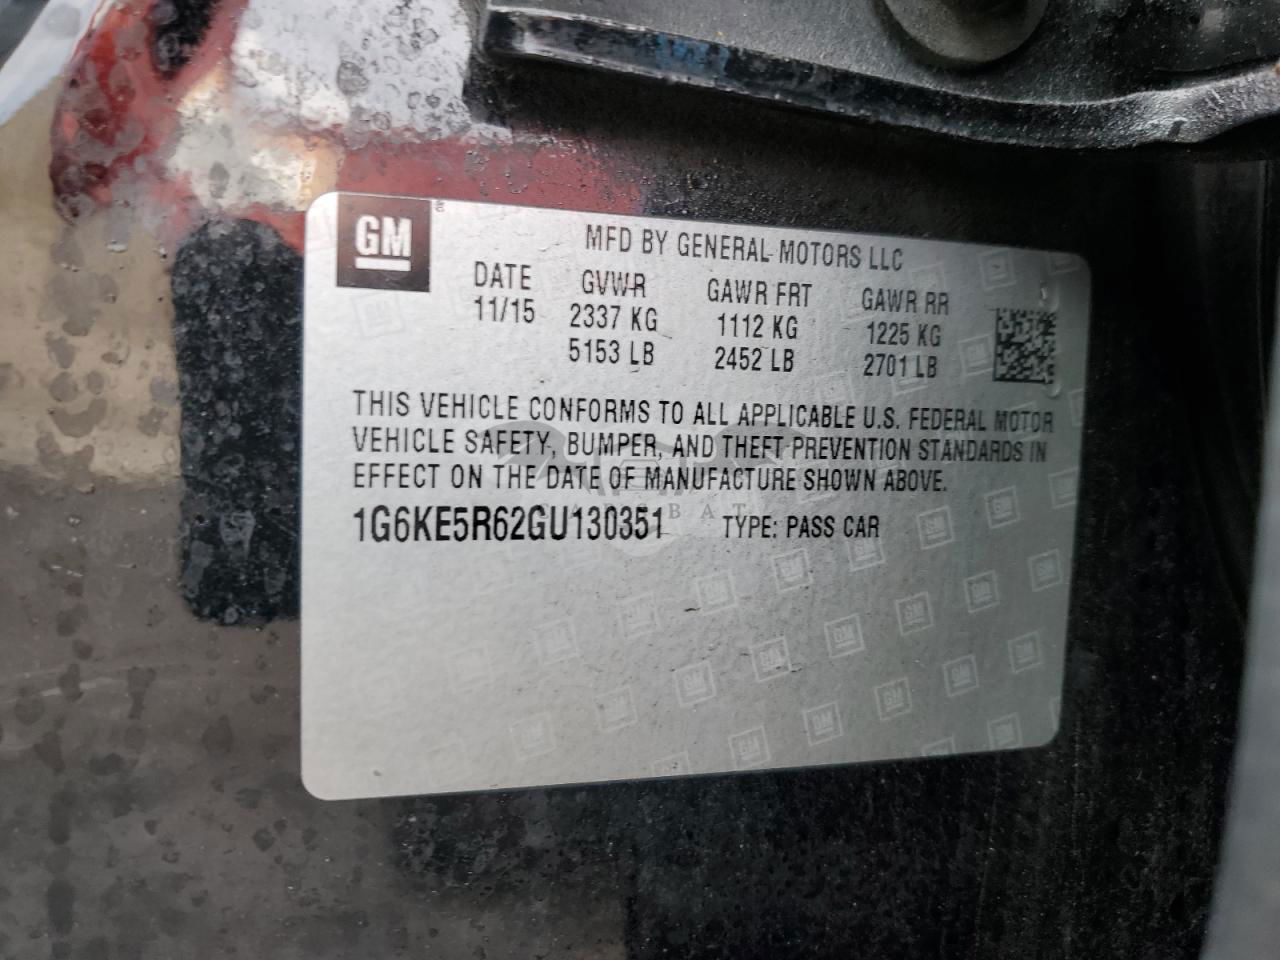 GM
MFD BY GENERAL MOTORS LLC
DATE GVWR GAWR FRT GAWR RR
11/15 2337 KG 1112 KG 1225 KG
5153 LB 2452 LB 2701 LB
THIS VEHICLE CONFORMS TO ALL APPLICABLE U.S. FEDERAL MOTOR
VEHICLE SAFETY, BUMPER, AND THEFT PREVENTION STANDARDS IN
EFFECT ON THE DATE OF MANUFACTURE SHOWN ABOVE.
1G6KE5R62GU130351 TYPE: PASS CAR